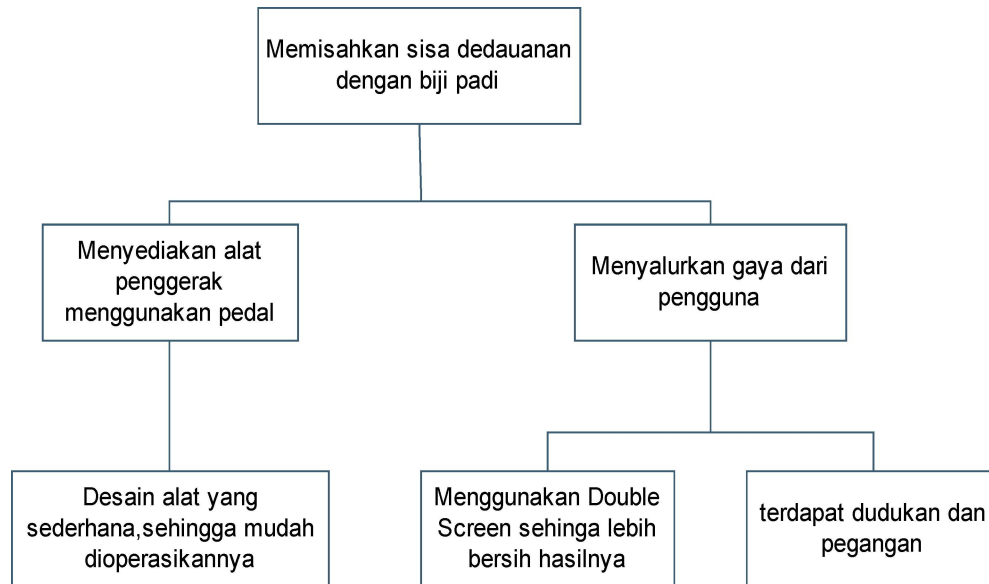 Memisahkan sisa dedauanan
dengan biji padi
Menyediakan alat
penggerak
menggunakan pedal
Menyalurkan gaya dari
pengguna
Desain alat yang
sederhana,sehingga mudah
dioperasikannya
Menggunakan Double
Screen sehinga lebih
bersih hasilnya
terdapat dudukan dan
pegangan